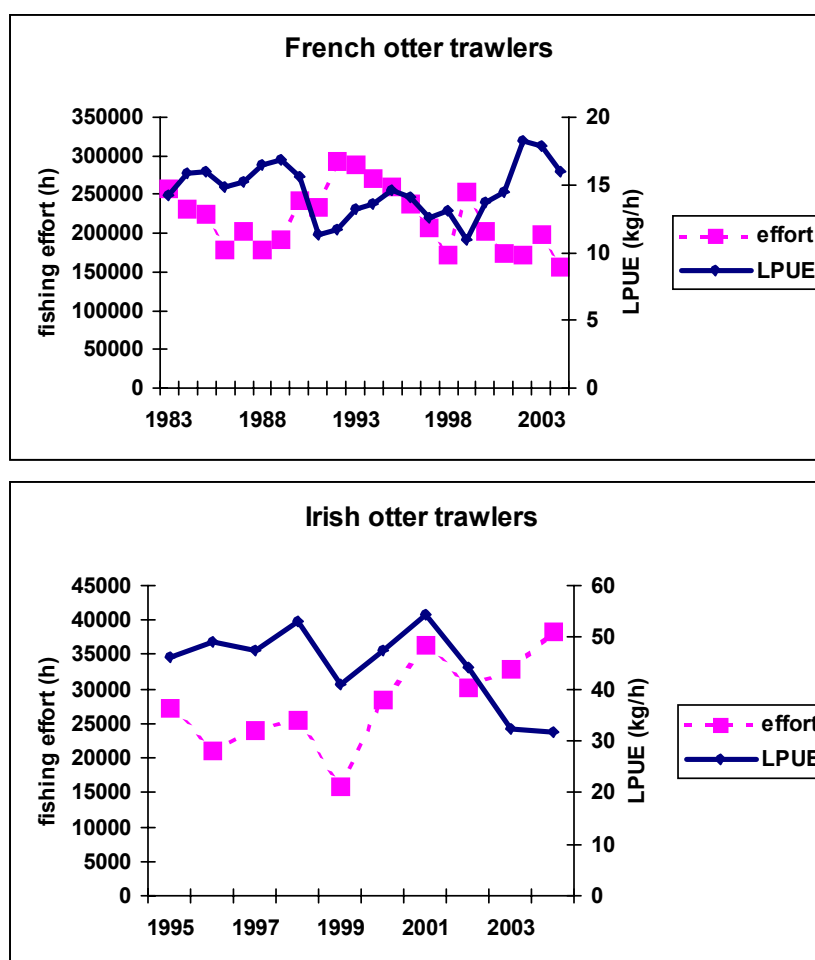 French otter trawlers
350000
300000
250000
200000
150000
100000
50000
0
fishing effort (h)
20
15
10
5
0
LPUE (kg/h)
1983 1988 1993 1998 2003
effort
LPUE
Irish otter trawlers
45000
40000
35000
30000
25000
20000
15000
10000
5000
0
fishing effort (h)
60
50
40
30
20
10
0
LPUE (kg/h)
1995 1997 1999 2001 2003
effort
LPUE